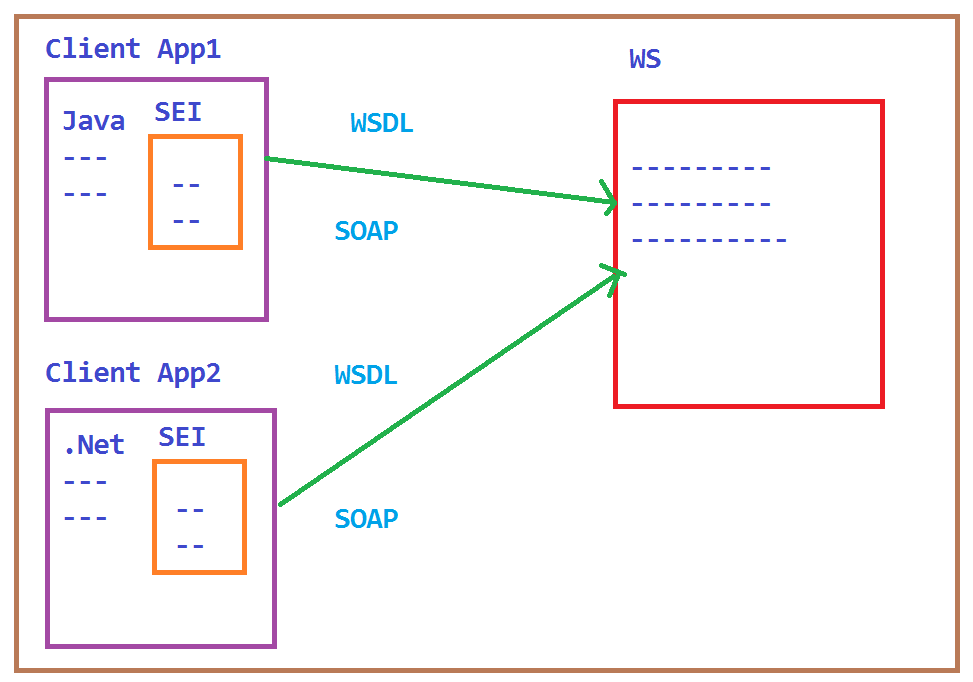 Client App1
Java
---
---
SEI
--
--
WSDL
SOAP
WS
---------
---------
----------
Client App2
.Net
---
---
SEI
--
--
WSDL
SOAP